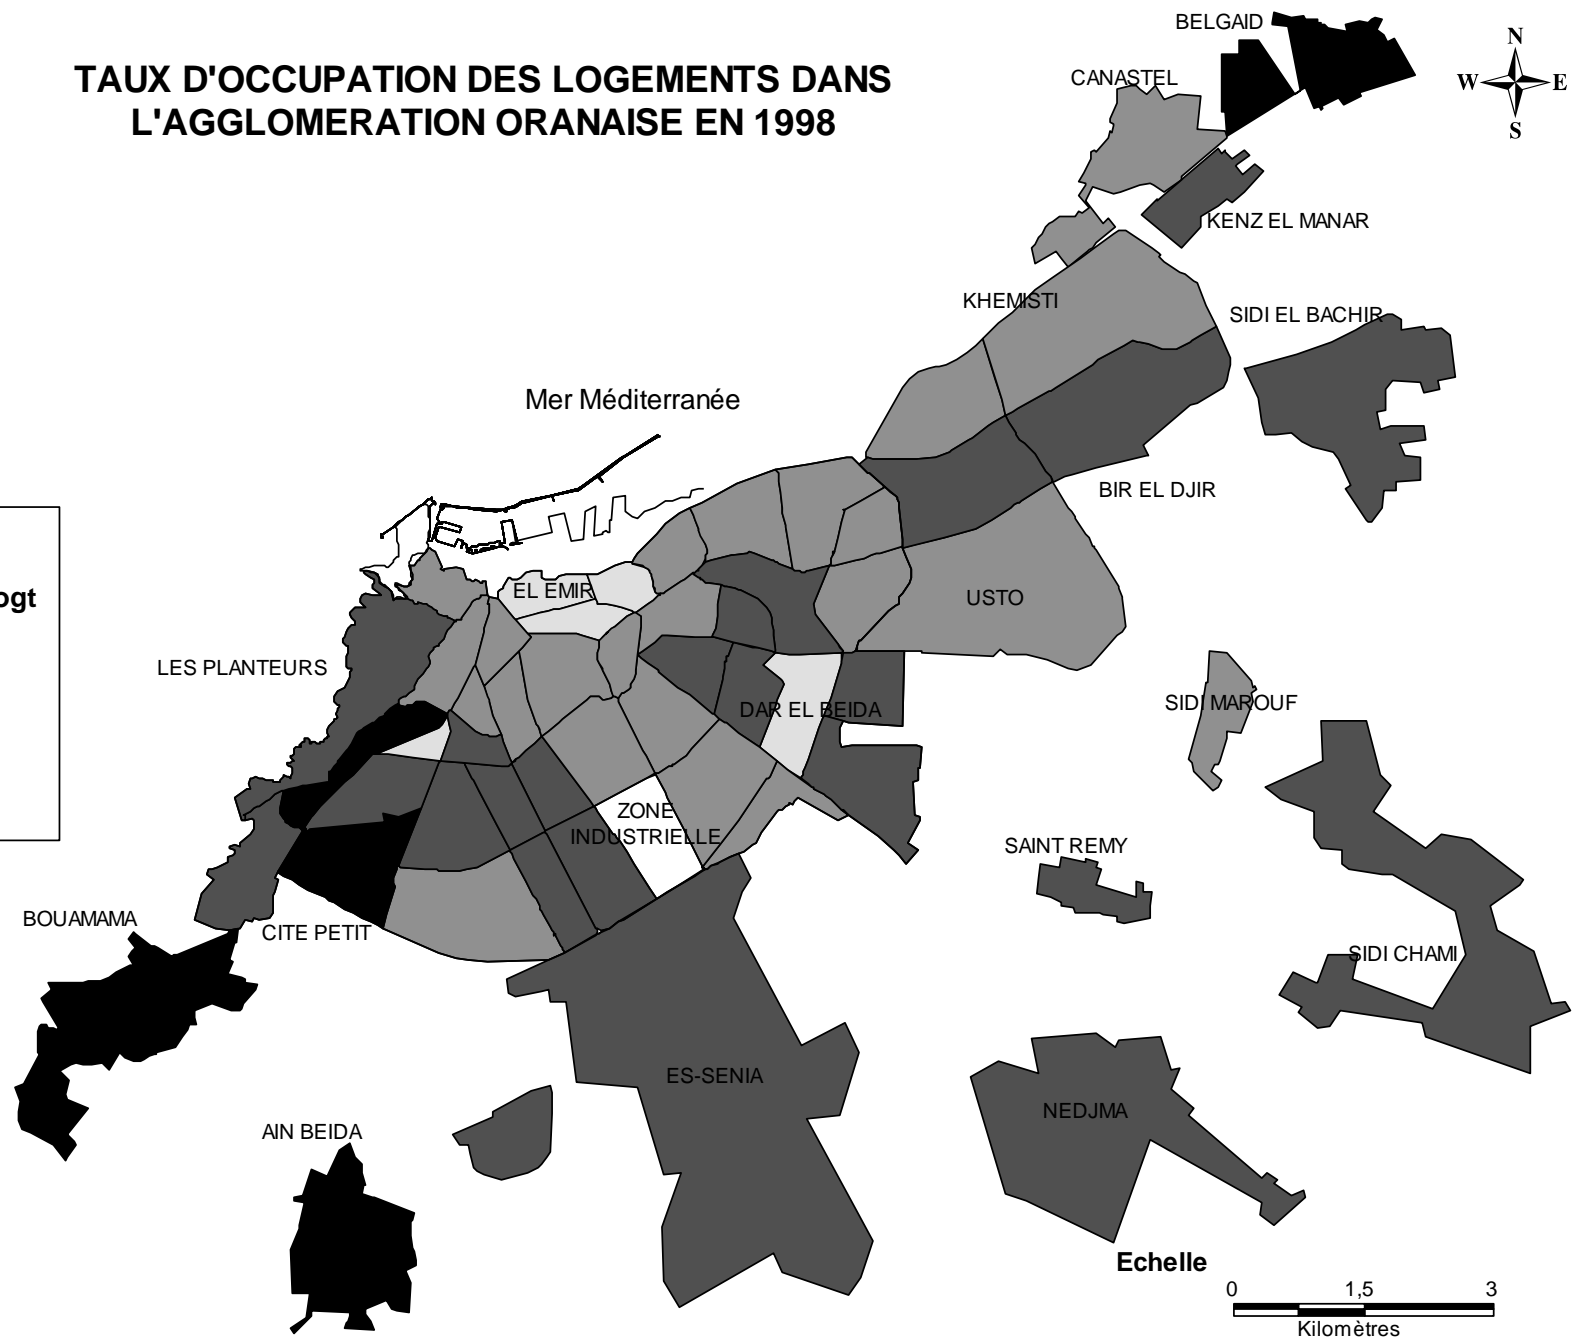 TAUX D'OCCUPATION DES LOGEMENTS DANS
L'AGGLOMERATION ORANAISE EN 1998
BELGAID
N
W E
S
CANASTEL
KENZ EL MANAR
KHEMISTI
SIDI EL BACHIR
Mer Méditerranée
BIR EL DJIR
ogt
EL EMIR
USTO
LES PLANTEURS
SIDI MAROUF
DAR EL BEIDA
ZONE
INDUSTRIELLE
SAINT REMY
BOUAMAMA
CITE PETIT
SIDI CHAMI
ES-SENIA
NEDJMA
AIN BEIDA
Echelle
0 1,5 3
Kilomètres